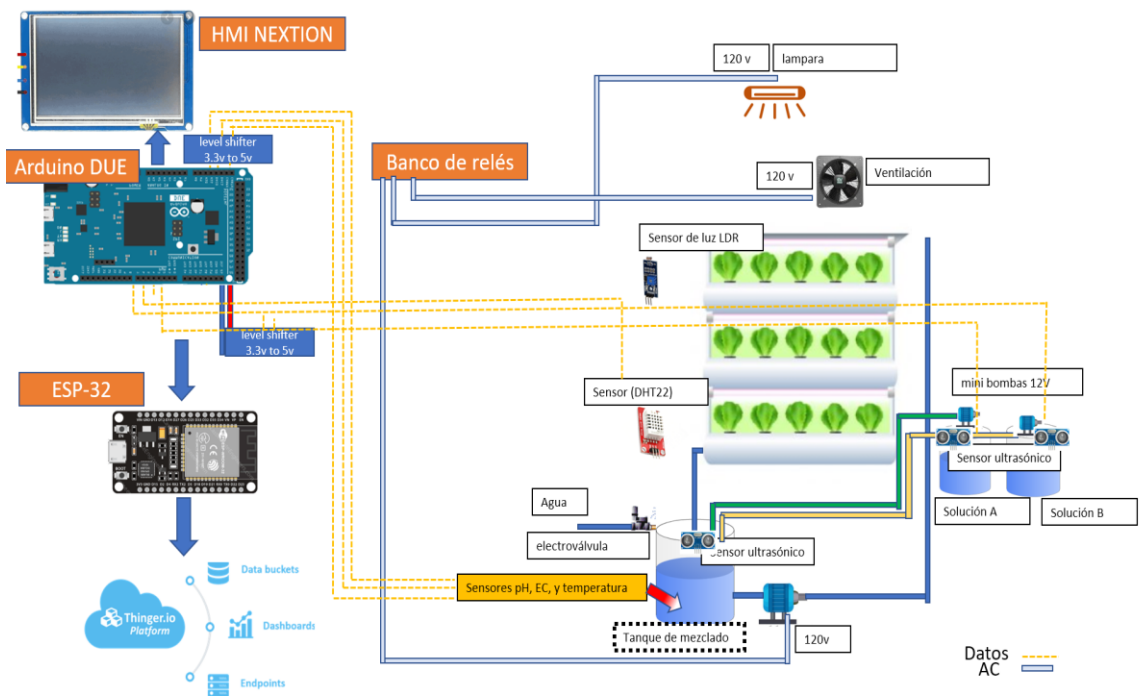 HMI NEXTION
level shifter
3.3v to 5v
Arduino DUE
Banco de relés
120 v
lampara
120 v
Ventilación
Sensor de luz LDR
level shifter
3.3v to 5v
ESP-32
Sensor (DHT22)
mini bombas 12V
Sensor ultrasónico
Solución A
Solución B
Agua
electroválvula
Sensor ultrasónico
Sensores pH, EC, y temperatura
Tanque de mezclado
120v
Thinger.io
Platform
Data buckets
Dashboards
Endpoints
Datos
AC